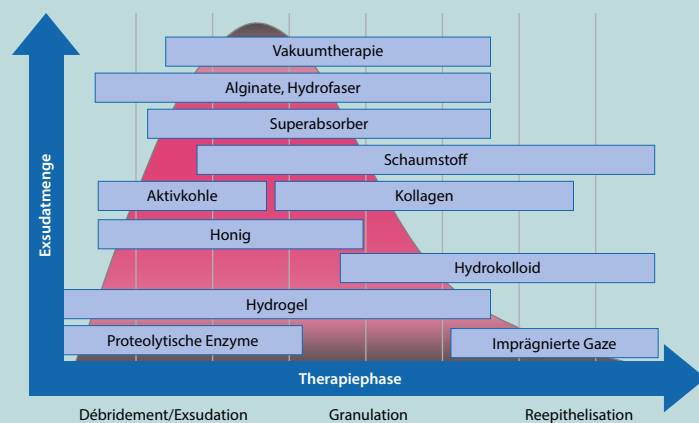 Vakuumtherapie
Alginate, Hydrofaser
Superabsorber
Schaumstoff
Aktivkohle
Kollagen
Honig
Hydrokolloid
Hydrogel
Proteolytische Enzyme
Imprägnierte Gaze
Exsudatmenge
Therapiephase
Débridement/Exsudation
Granulation
Reepithelisation